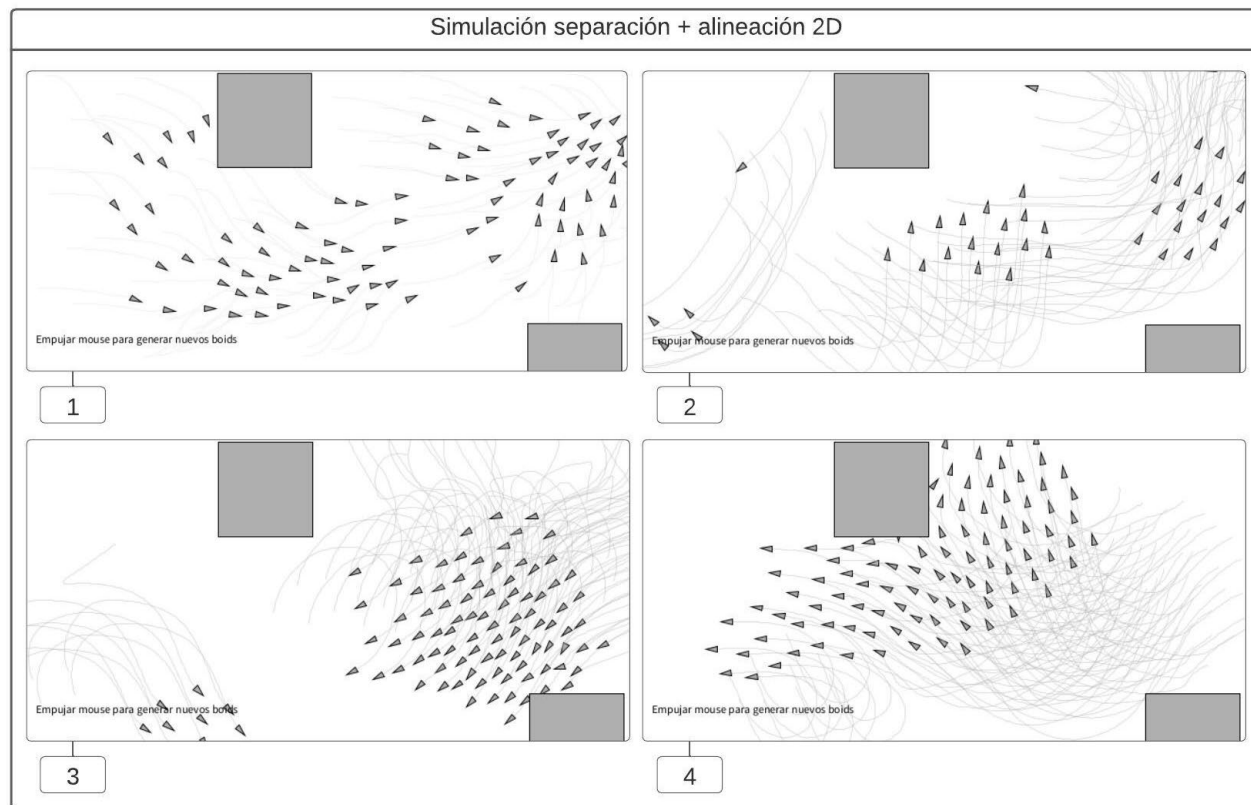 Simulación separación + alineación 2D
Empujar mouse para generar nuevos boids
1
Empujar mouse para generar nuevos boids
2
Empujar mouse para generar nuevos boids
3
Empujar mouse para generar nuevos boids
4